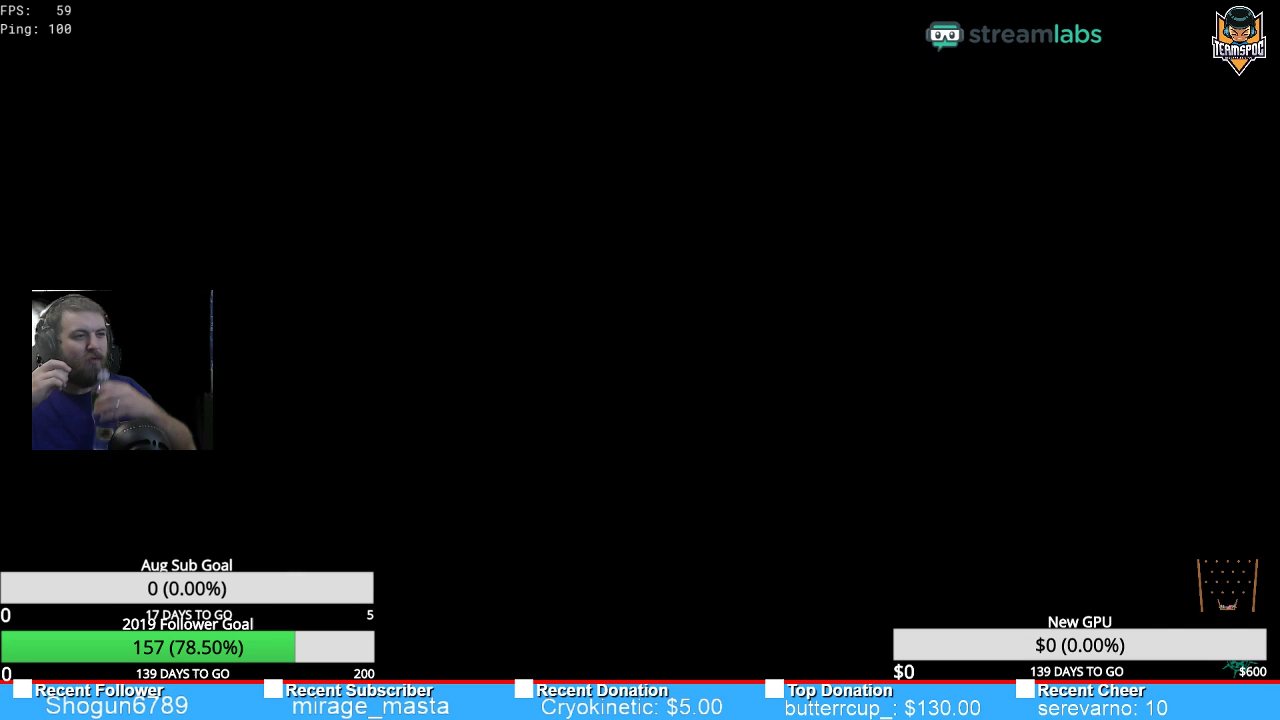 FPS: 59
Ping: 100
streamlabs
TEAMSPOG
Aug Sub Goal
0 (0.00%)
0 17 DAYS TO GO 5
2019 Follower Goal
157 (78.50%)
0 139 DAYS TO GO 200
New GPU
$0 (0.00%)
$0 139 DAYS TO GO $600
Recent Follower
Shogun6789
Recent Subscriber
mirage_masta
Recent Donation
Cryokinetic: $5.00
Top Donation
buttercup_: $130.00
Recent Cheer
serevarno: 10